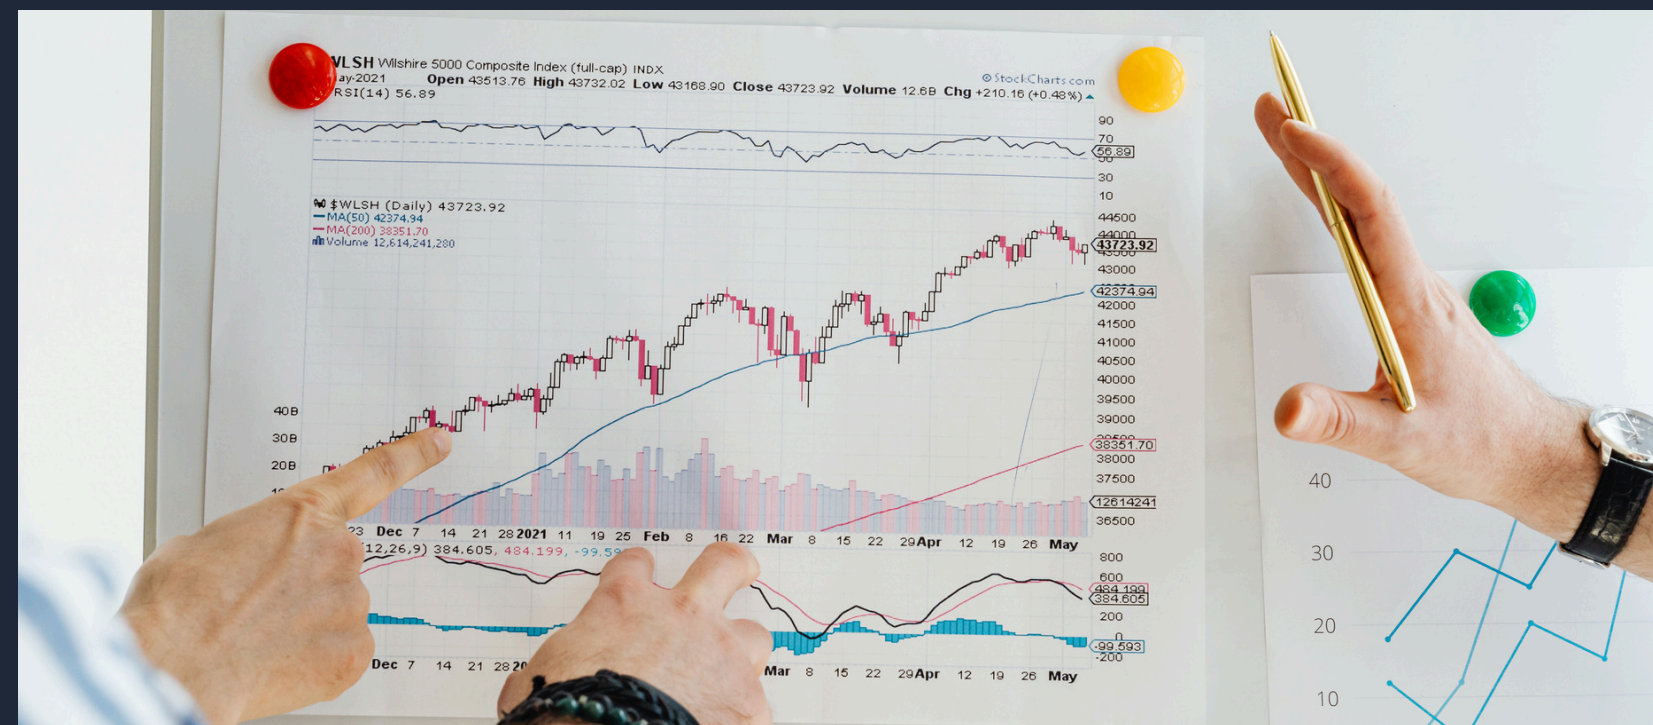 WLSH Wilshire 5000 Composite Index (full-cap) INDX
© StockCharts.com
ay-2021 Open 43513.76 High 43732.02 Low 43168.90 Close 43723.92 Volume 12.6B Chg +210.16 (+0.48%)
RSI(14) 56.89
90
70
56.89
30
10
$WLSH (Daily) 43723.92
MA(50) 42374.94
MA(200) 38351.70
Volume 12,614,241,280
44500
44000
43723.92
43500
43000
42374.94
42000
41500
41000
40500
40000
39500
39000
38351.70
38000
37500
12614241
36500
40B
30B
20B
23 Dec 7 14 21 28 2021 11 19 25 Feb 8 16 22 Mar 8 15 22 29 Apr 12 19 26 May
12,26,9) 384.605, 484.199, -99.59
800
600
484.199
384.605
200
0
-99.593
-200
Dec 7 14 21 28 20
Mar 8 15 22 29 Apr 12 19 26 May
40
30
20
10